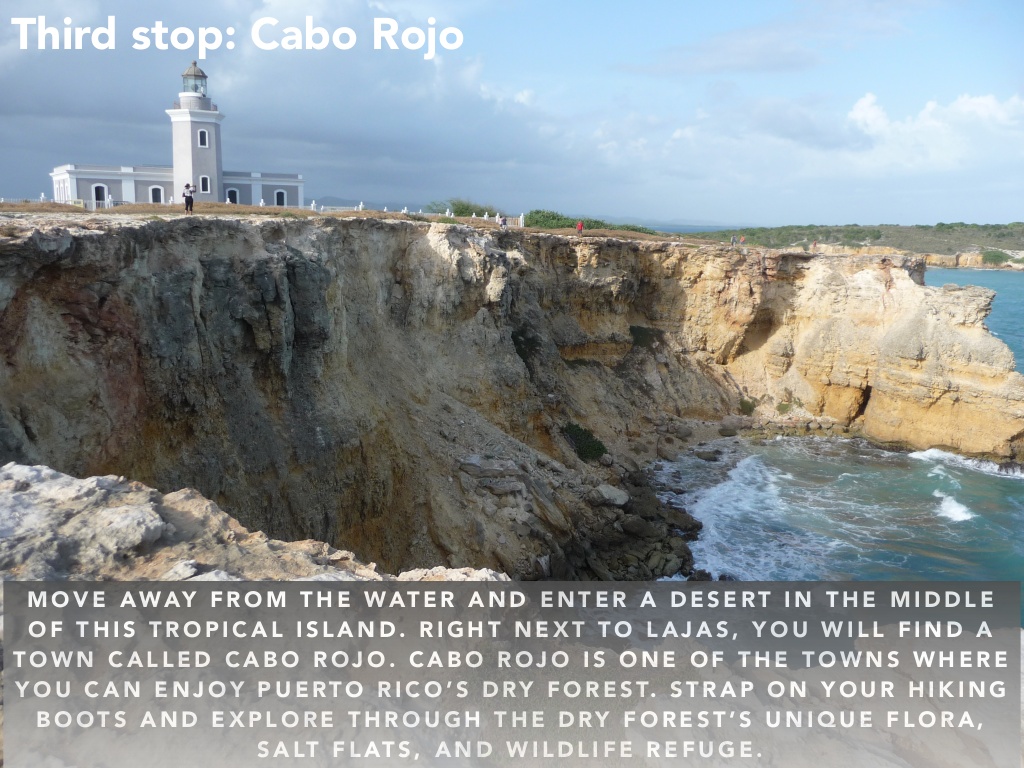 Third stop: Cabo Rojo
MOVE AWAY FROM THE WATER AND ENTER A DESERT IN THE MIDDLE
OF THIS TROPICAL ISLAND. RIGHT NEXT TO LAJAS, YOU WILL FIND A
TOWN CALLED CABO ROJO. CABO ROJO IS ONE OF THE TOWNS WHERE
YOU CAN ENJOY PUERTO RICO’S DRY FOREST. STRAP ON YOUR HIKING
BOOTS AND EXPLORE THROUGH THE DRY FOREST’S UNIQUE FLORA,
SALT FLATS, AND WILDLIFE REFUGE.